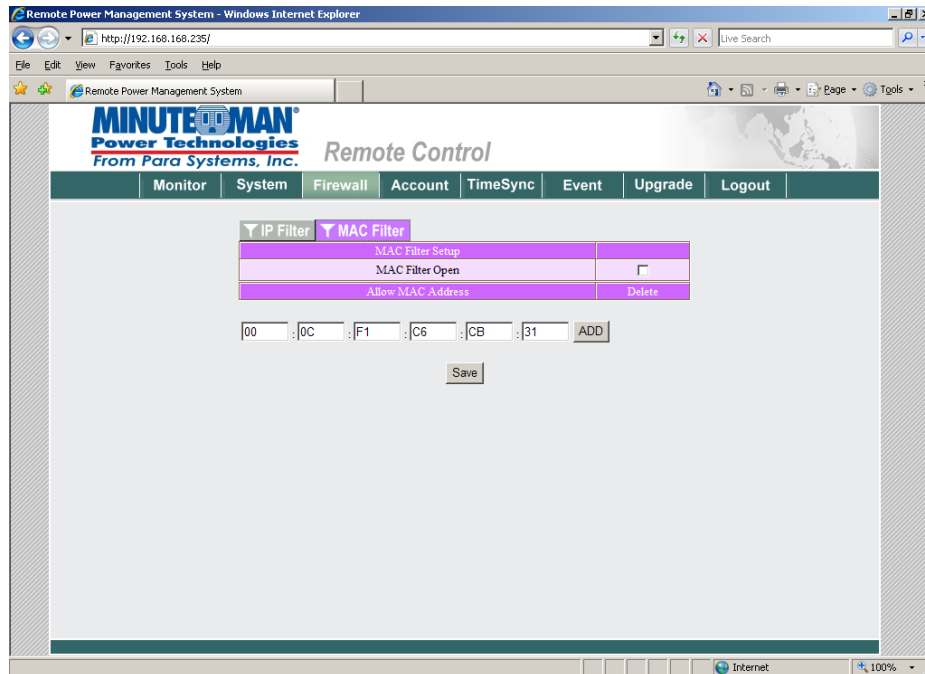 Remote Power Management System - Windows Internet Explorer
http://192.168.168.235/
Live Search
File Edit View Favorites Tools Help
Remote Power Management System
Page Tools
MINUTEMAN®
Power Technologies
From Para Systems, Inc.
Remote Control
Monitor System Firewall Account TimeSync Event Upgrade Logout
IP Filter MAC Filter
MAC Filter Setup
MAC Filter Open
Allow MAC Address Delete
00 : 0C : F1 : C6 : CB : 31 ADD
Save
Internet 100%